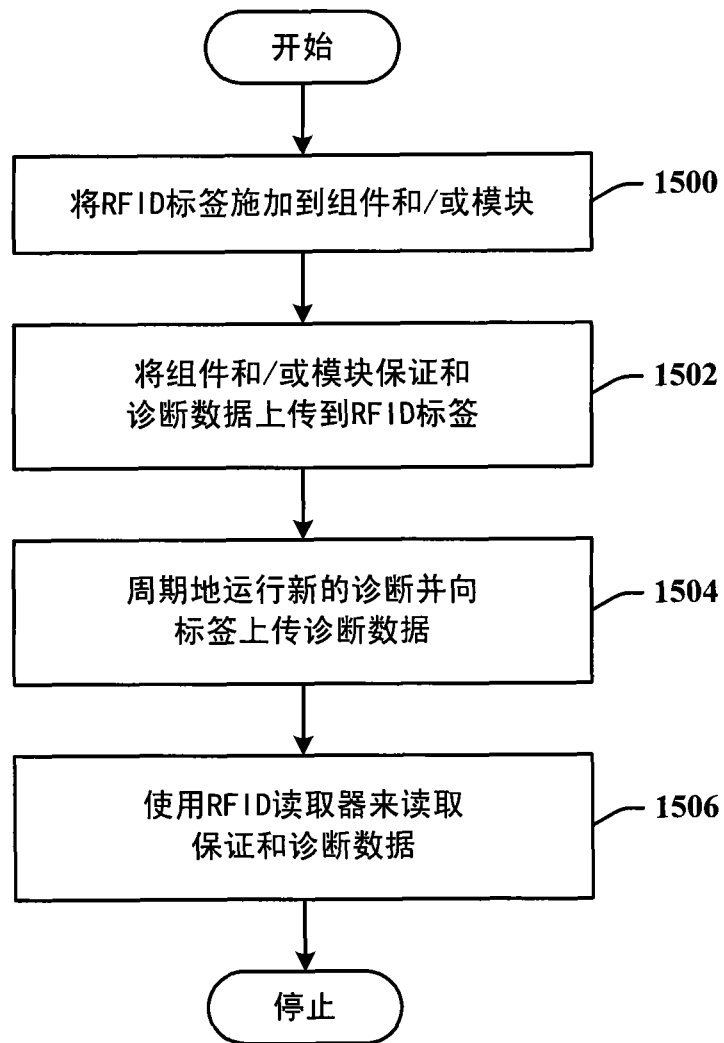 开始
将RFID标签施加到组件和/或模块
1500
将组件和/或模块保证和
诊断数据上传到RFID标签
1502
周期地运行新的诊断并向
标签上传诊断数据
1504
使用RFID读取器来读取
保证和诊断数据
1506
停止